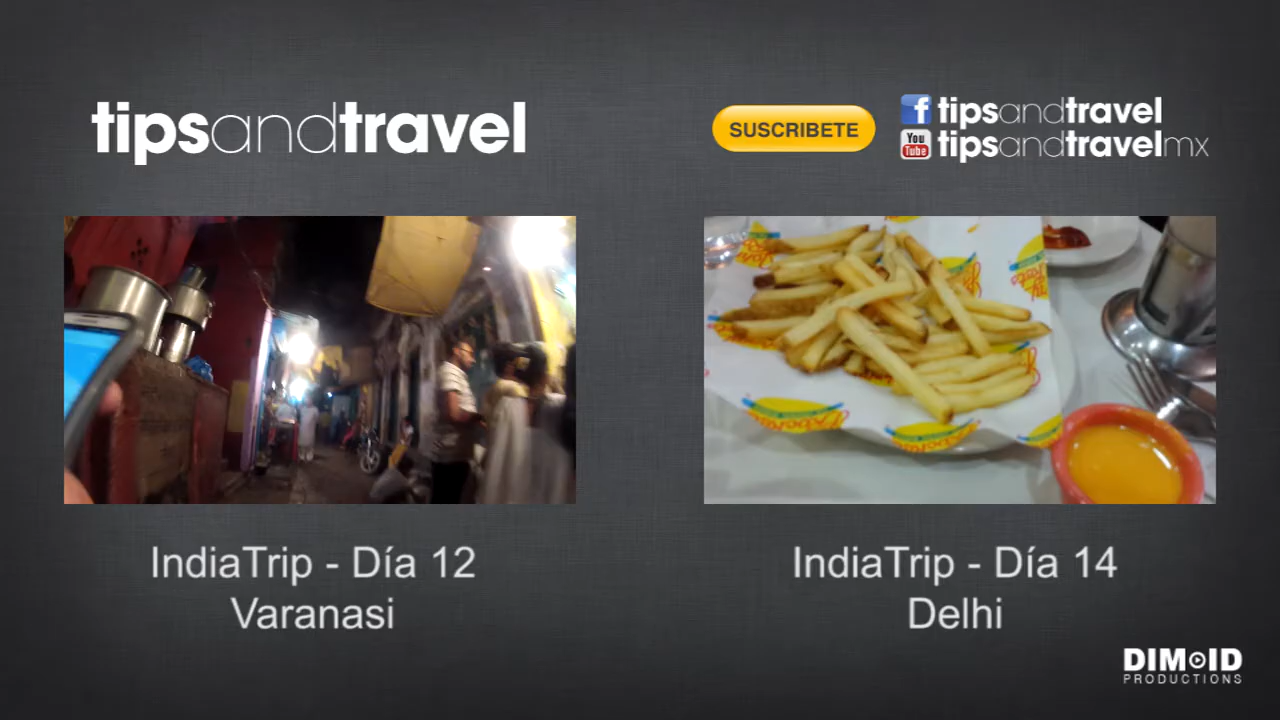 tipsandtravel
SUSCRIBETE
tipsandtravel
You
Tube
tipsandtravelmx
IndiaTrip - Día 12
Varanasi
IndiaTrip - Día 14
Delhi
DIMOID
PRODUCTIONS